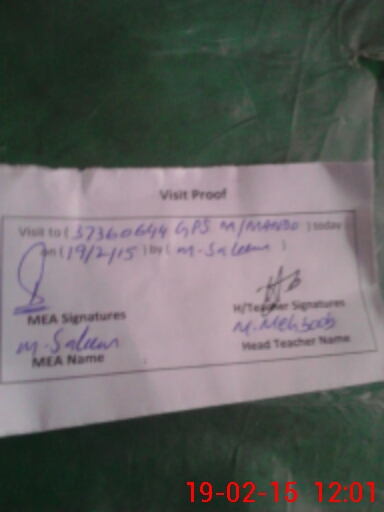 Visit Proof
Visit to ( 37360644 GPS M/MANDO ) today
on ( 19/2/15 ) by ( M-Saleem )
MEA Signatures
H/Teacher Signatures
M-Saleem
M.Mehboob
MEA Name
Head Teacher Name
19-02-15 12:01